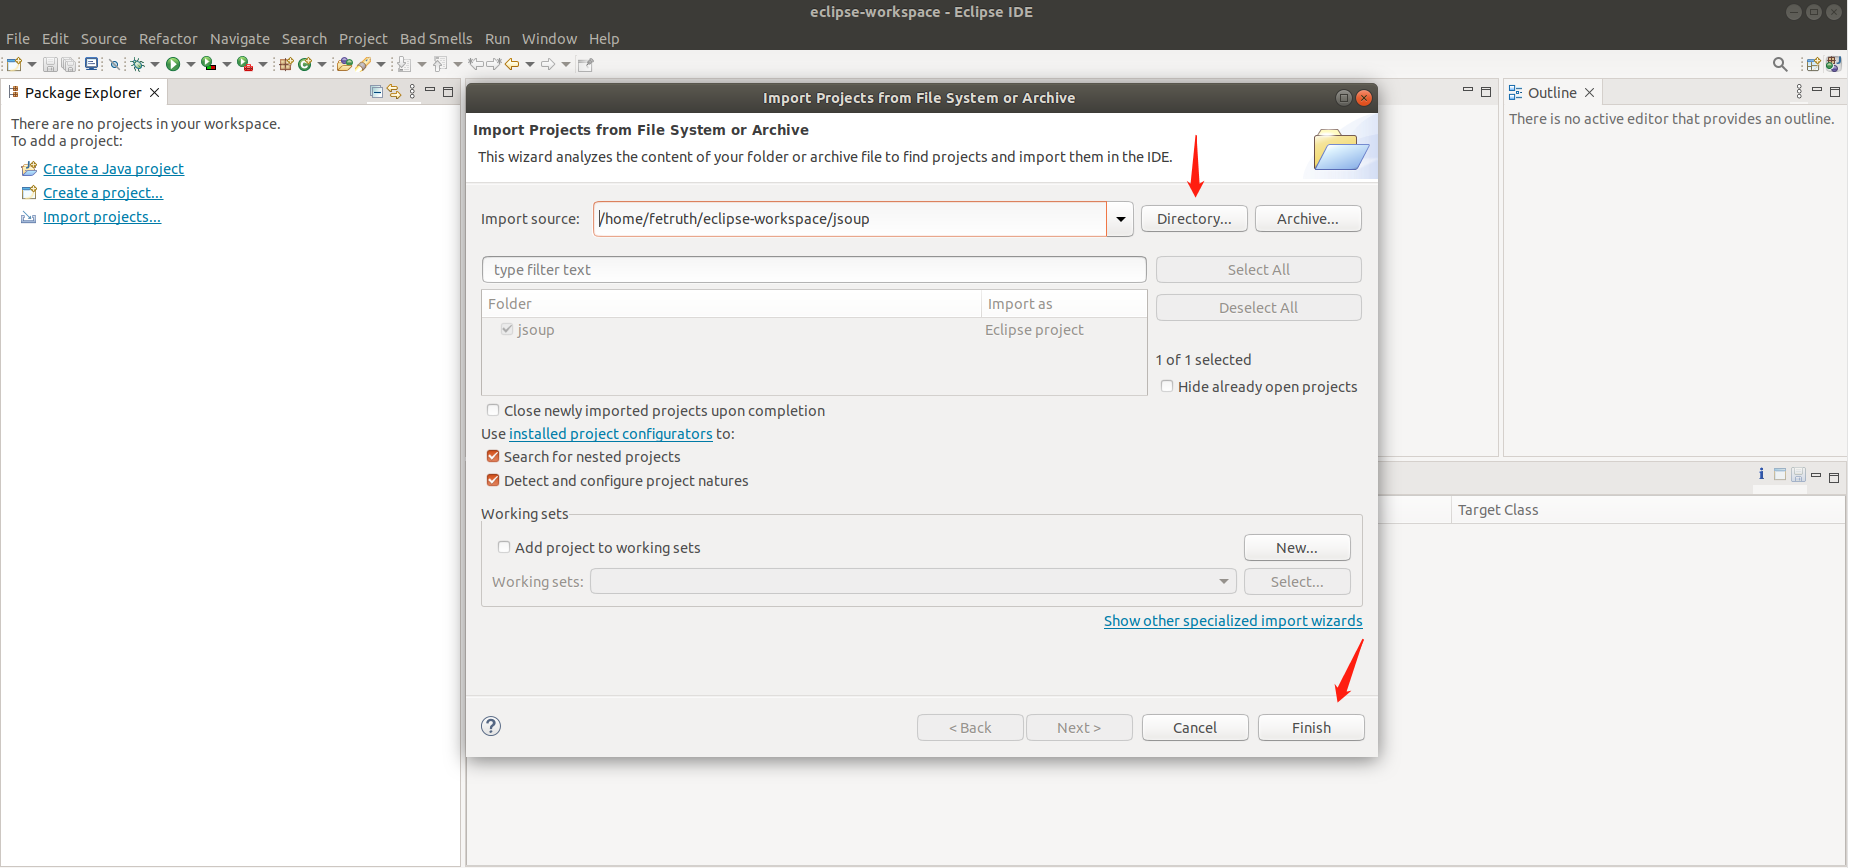 eclipse-workspace - Eclipse IDE
File Edit Source Refactor Navigate Search Project Bad Smells Run Window Help
Package Explorer
There are no projects in your workspace.
To add a project:
Create a Java project
Create a project...
Import projects...
Import Projects from File System or Archive
Import Projects from File System or Archive
This wizard analyzes the content of your folder or archive file to find projects and import them in the IDE.
Import source: /home/fetruth/eclipse-workspace/jsoup Directory... Archive...
type filter text Select All
Folder Import as Deselect All
jsoup Eclipse project
1 of 1 selected
Hide already open projects
Close newly imported projects upon completion
Use installed project configurators to:
Search for nested projects
Detect and configure project natures
Working sets
Add project to working sets New...
Working sets: Select...
Show other specialized import wizards
? < Back Next > Cancel Finish
Outline
There is no active editor that provides an outline.
Target Class